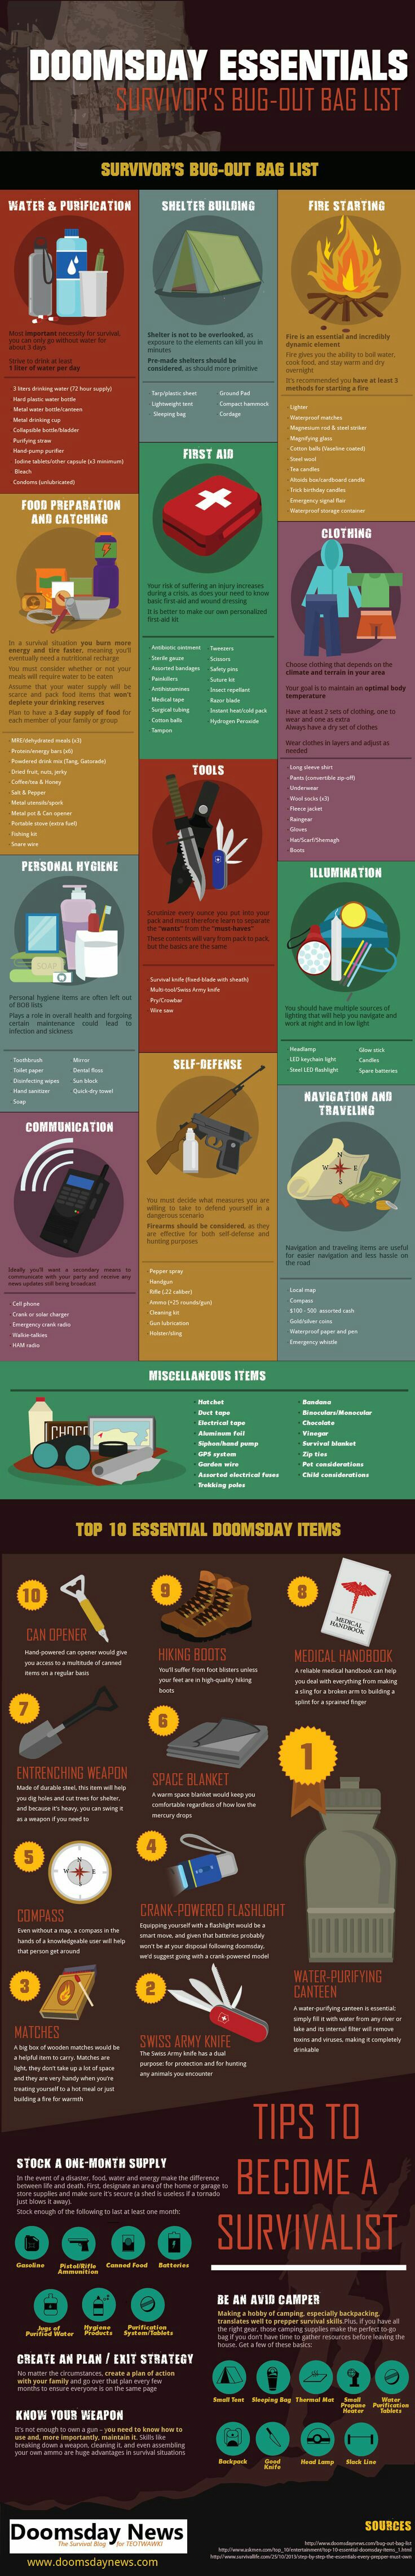 DOOMSDAY ESSENTIALS
SURVIVOR'S BUG-OUT BAG LIST
SURVIVOR'S BUG-OUT BAG LIST
WATER & PURIFICATION
Most important necessity for survival,
you can only go without water for
about 3 days
Strive to drink at least
1 liter of water per day
3 liters drinking water (72 hour supply)
Hard plastic water bottle
Metal water bottle/canteen
Metal drinking cup
Collapsible bottle/bladder
Purifying straw
Hand-pump purifier
Iodine tablets/other capsule (x3 minimum)
Bleach
Condoms (unlubricated)
SHELTER BUILDING
Shelter is not to be overlooked, as
exposure to the elements can kill you in
minutes
Pre-made shelters should be
considered, as should more primitive
Tarp/plastic sheet
Lightweight tent
Sleeping bag
Ground Pad
Compact hammock
Cordage
FIRE STARTING
Fire is an essential and incredibly
dynamic element
Fire gives you the ability to boil water,
cook food, and stay warm and dry
overnight
It's recommended you have at least 3
methods for starting a fire
Lighter
Waterproof matches
Magnesium rod & steel striker
Magnifying glass
Cotton balls (Vaseline coated)
Steel wool
Tea candles
Altoids box/cardboard candle
Trick birthday candles
Emergency signal flair
Waterproof storage container
FOOD PREPARATION
AND CATCHING
In a survival situation you burn more
energy and tire faster, meaning you'll
eventually need a nutritional recharge
You must consider whether or not your
meals will require water to be eaten
Assume that your water supply will be
scarce and pack food items that won't
deplete your drinking reserves
Plan to have a 3-day supply of food for
each member of your family or group
MRE/dehydrated meals (x3)
Protein/energy bars (x6)
Powdered drink mix (Tang, Gatorade)
Dried fruit, nuts, jerky
Coffee/tea & Honey
Salt & Pepper
Metal utensils/spork
Metal pot & Can opener
Portable stove (extra fuel)
Fishing kit
Snare wire
FIRST AID
Your risk of suffering an injury increases
during a crisis, as does your need to know
basic first-aid and wound dressing
It is better to make our own personalized
first-aid kit
Antibiotic ointment
Sterile gauze
Assorted bandages
Painkillers
Antihistamines
Medical tape
Surgical tubing
Cotton balls
Tampon
Tweesters
Scissors
Safety pins
Suture kit
Insect repellant
Razor blade
Instant heat/cold pack
Hydrogen Peroxide
CLOTHING
Choose clothing that depends on the
climate and terrain in your area
Your goal is to maintain an optimal body
temperature
Have at least 2 sets of clothing, one to
wear and one as extra
Always have a dry set of clothes
Wear clothes in layers and adjust as
needed
Long sleeve shirt
Pants (convertible zip-off)
Underwear
Wool socks (x3)
Fleece jacket
Raingear
Gloves
Hat/Scarf/Shemagh
Boots
TOOLS
Scrutinize every ounce you put into your
pack and must therefore learn to separate
the "wants" from the "must-haves"
These contents will vary from pack to pack,
but the basics are the same
Survival knife (fixed-blade with sheath)
Multi-tool/Swiss Army knife
Pry/Crowbar
Wire saw
PERSONAL HYGIENE
SOAP
Personal hygiene items are often left out
of BOB lists
Plays a role in overall health and forgoing
certain maintenance could lead to
infection and sickness
Toothbrush
Toilet paper
Disinfecting wipes
Hand sanitizer
Soap
Mirror
Dental floss
Sun block
Quick-dry towel
ILLUMINATION
You should have multiple sources of
lighting that will help you navigate and
work at night and in low light
Headlamp
LED keychain light
Steel LED flashlight
Glow stick
Candles
Spare batteries
SELF-DEFENSE
You must decide what measures you are
willing to take to defend yourself in a
dangerous scenario
Firearms should be considered, as they
are effective for both self-defense and
hunting purposes
Pepper spray
Handgun
Rifle (.22 caliber)
Ammo (~25 rounds/gun)
Cleaning kit
Gun lubrication
Holster/sling
COMMUNICATION
Ideally you'll want a secondary means to
communicate with your party and receive any
news updates still being broadcast
Cell phone
Crank or solar charger
Emergency crank radio
Walkie-talkies
HAM radio
NAVIGATION AND
TRAVELING
N
W E
S
Navigation and traveling items are useful
for easier navigation and less hassle on
the road
Local map
Compass
$100 - 500 assorted cash
Gold/silver coins
Waterproof paper and pen
Emergency whistle
MISCELLANEOUS ITEMS
CHOCO
Hatchet
Duct tape
Electrical tape
Aluminum foil
Siphon/hand pump
GPS system
Garden wire
Assorted electrical fuses
Trekking poles
Bandana
Binoculars/Monocular
Chocolate
Vinegar
Survival blanket
Zip ties
Pet considerations
Child considerations
TOP 10 ESSENTIAL DOOMSDAY ITEMS
10
CAN OPENER
Hand-powered can opener would give
you access to a multitude of canned
items on a regular basis
9
HIKING BOOTS
You'll suffer from foot blisters unless
your feet are in high-quality hiking
boots
8
MEDICAL
HANDBOOK
MEDICAL HANDBOOK
A reliable medical handbook can help
you deal with everything from making
a sling for a broken arm to building a
splint for a sprained finger
7
ENTRENCHING WEAPON
Made of durable steel, this item will help
you dig holes and cut trees for shelter,
and because it's heavy, you can swing it
as a weapon if you need to
6
SPACE BLANKET
A warm space blanket would keep you
comfortable regardless of how low the
mercury drops
1
5
N
W E
COMPASS
Even without a map, a compass in the
hands of a knowledgeable user will help
that person get around
4
CRANK-POWERED FLASHLIGHT
Equipping yourself with a flashlight would be a
smart move, and given that batteries probably
won't be at your disposal following doomsday,
we'd suggest going with a crank-powered model
WATER-PURIFYING
CANTEEN
A water-purifying canteen is essential;
simply fill it with water from any river or
lake and its internal filter will remove
toxins and viruses, making it completely
drinkable
3
MATCHES
A big box of wooden matches would be
a helpful item to carry. Matches are
light, they don't take up a lot of space
and they are very handy when you're
treating yourself to a hot meal or just
building a fire for warmth
2
SWISS ARMY KNIFE
The Swiss Army knife has a dual
purpose: for protection and for hunting
any animals you encounter
TIPS TO
BECOME A
SURVIVALIST
STOCK A ONE-MONTH SUPPLY
In the event of a disaster, food, water and energy make the difference
between life and death. First, designate an area of the home or garage to
store supplies and make sure it's secure (a shed is useless if a tornado
just blows it away).
Stock enough of the following to last at least one month:
Gasoline
Pistol/Rifle
Ammunition
Canned Food
Batteries
Jugs of
Purified Water
Hygiene
Products
Purification
System/Tablets
CREATE AN PLAN / EXIT STRATEGY
No matter the circumstances, create a plan of action
with your family and go over that plan every few
months to ensure everyone is on the same page
KNOW YOUR WEAPON
It's not enough to own a gun – you need to know how to
use and, more importantly, maintain it. Skills like
breaking down a weapon, cleaning it, and even assembling
your own ammo are huge advantages in survival situations
BE AN AVID CAMPER
Making a hobby of camping, especially backpacking,
translates well to prepper survival skills. Plus, if you have all
the right gear, those camping supplies make the perfect to-go
bag if you don't have time to gather resources before leaving the
house. Get a few of these basics:
Small Tent
Sleeping Bag
Thermal Mat
Small
Propane
Heater
Water
Purification
Tablets
Backpack
Good
Knife
Head Lamp
Slack Line
Doomsday News
The Survival Blog for TEOTWAWKI!
www.doomsdaynews.com
SOURCES
http://www.doomsdaynews.com/bug-out-bag-list
http://www.askmen.com/top_10/entertainment/top-10-essential-doomsday-items_1.html
http://www.survivallife.com/25/10/2013/step-by-step-the-essentials-every-prepper-must-own